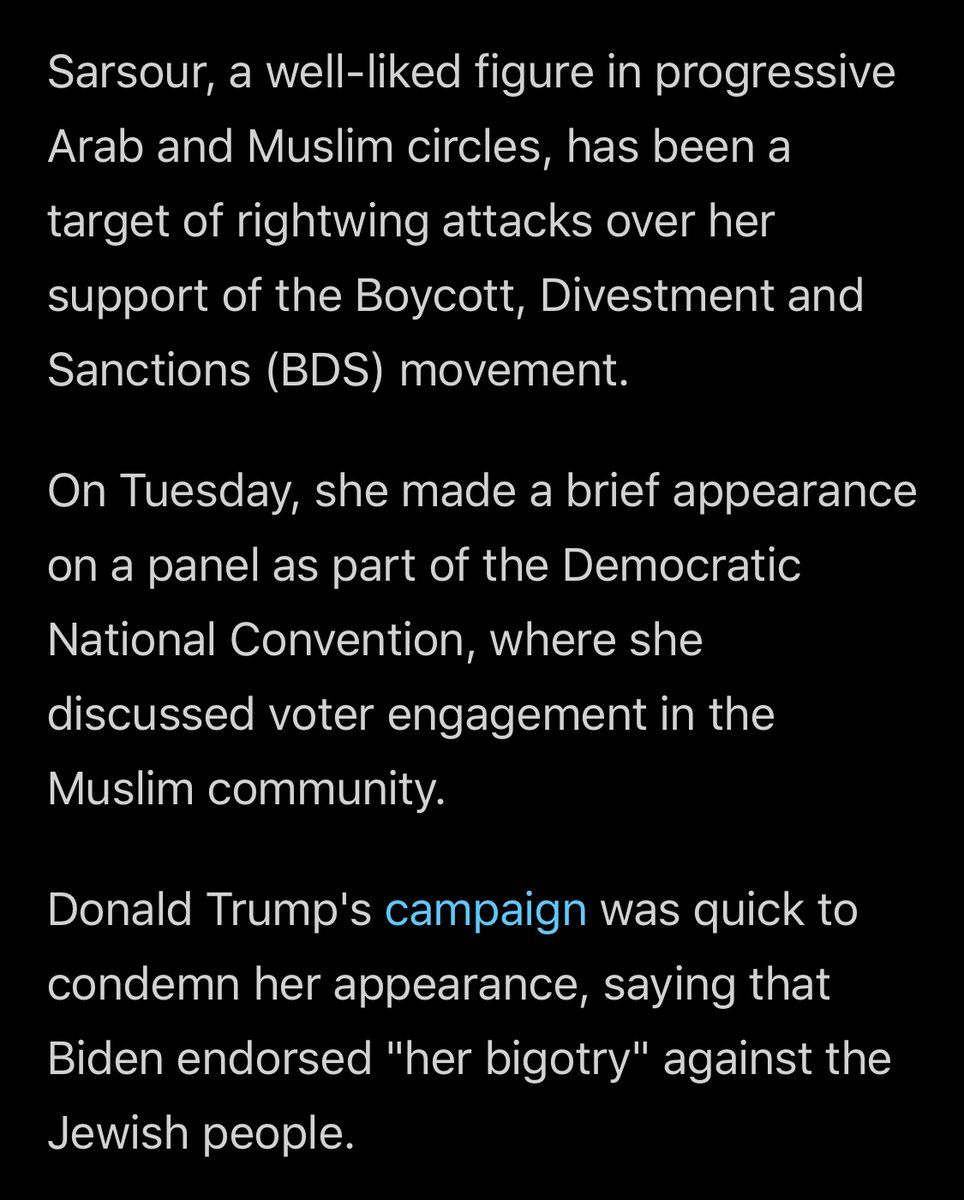 Sarsour, a well-liked figure in progressive
Arab and Muslim circles, has been a
target of rightwing attacks over her
support of the Boycott, Divestment and
Sanctions (BDS) movement.
On Tuesday, she made a brief appearance
on a panel as part of the Democratic
National Convention, where she
discussed voter engagement in the
Muslim community.
Donald Trump's campaign was quick to
condemn her appearance, saying that
Biden endorsed "her bigotry" against the
Jewish people.